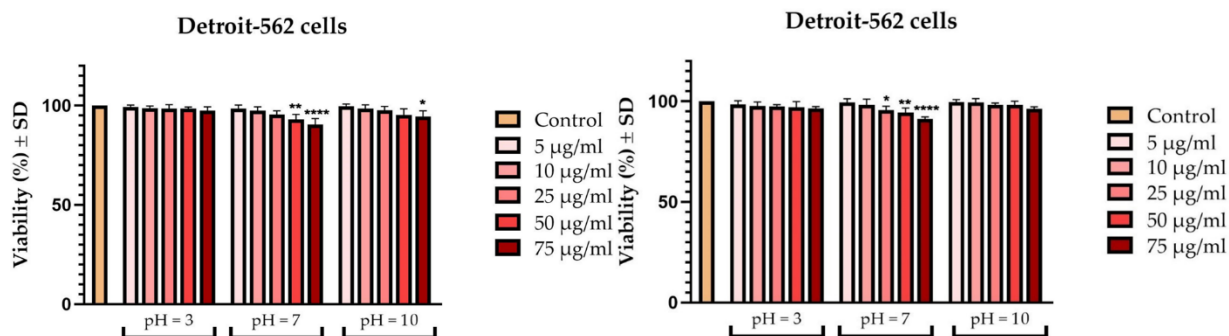 Detroit-562 cells
Viability (%) ± SD
100
50
0
** **** *
pH = 3
pH = 7
pH = 10
Control
5 µg/ml
10 µg/ml
25 µg/ml
50 µg/ml
75 µg/ml
Detroit-562 cells
Viability (%) ± SD
100
50
0
* ** ****
pH = 3
pH = 7
pH = 10
Control
5 µg/ml
10 µg/ml
25 µg/ml
50 µg/ml
75 µg/ml